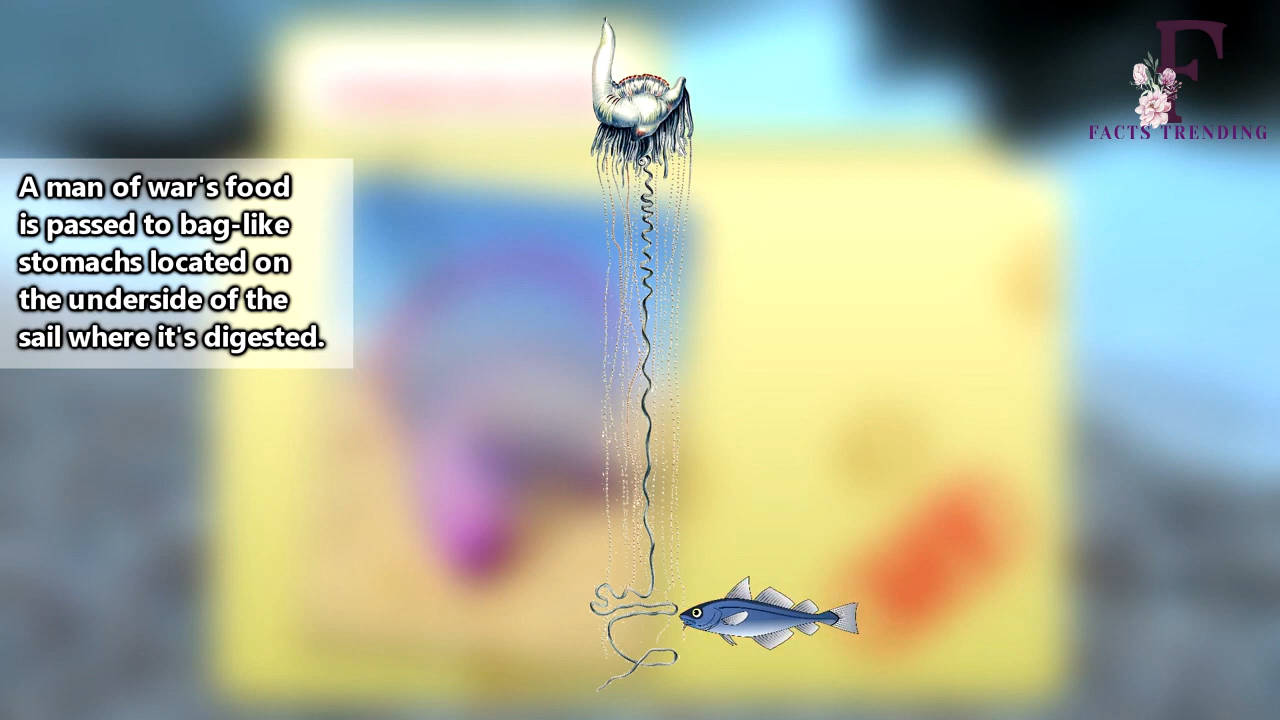 A man of war's food
is passed to bag-like
stomachs located on
the underside of the
sail where it's digested.
F
FACTS TRENDING